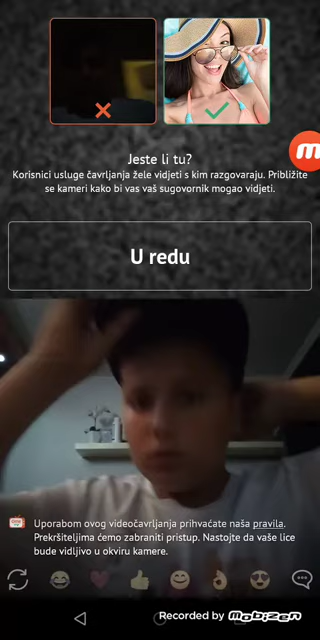 Jeste li tu?
Korisnici usluge čavrljanja žele vidjeti s kim razgovaraju. Približite
se kameri kako bi vas vaš sugovornik mogao vidjeti.
U redu
Uporabom ovog videočavrljanja prihvaćate naša pravila.
Prekršiteljima ćemo zabraniti pristup. Nastojte da vaše lice
bude vidljivo u okviru kamere.
Recorded by mobizen